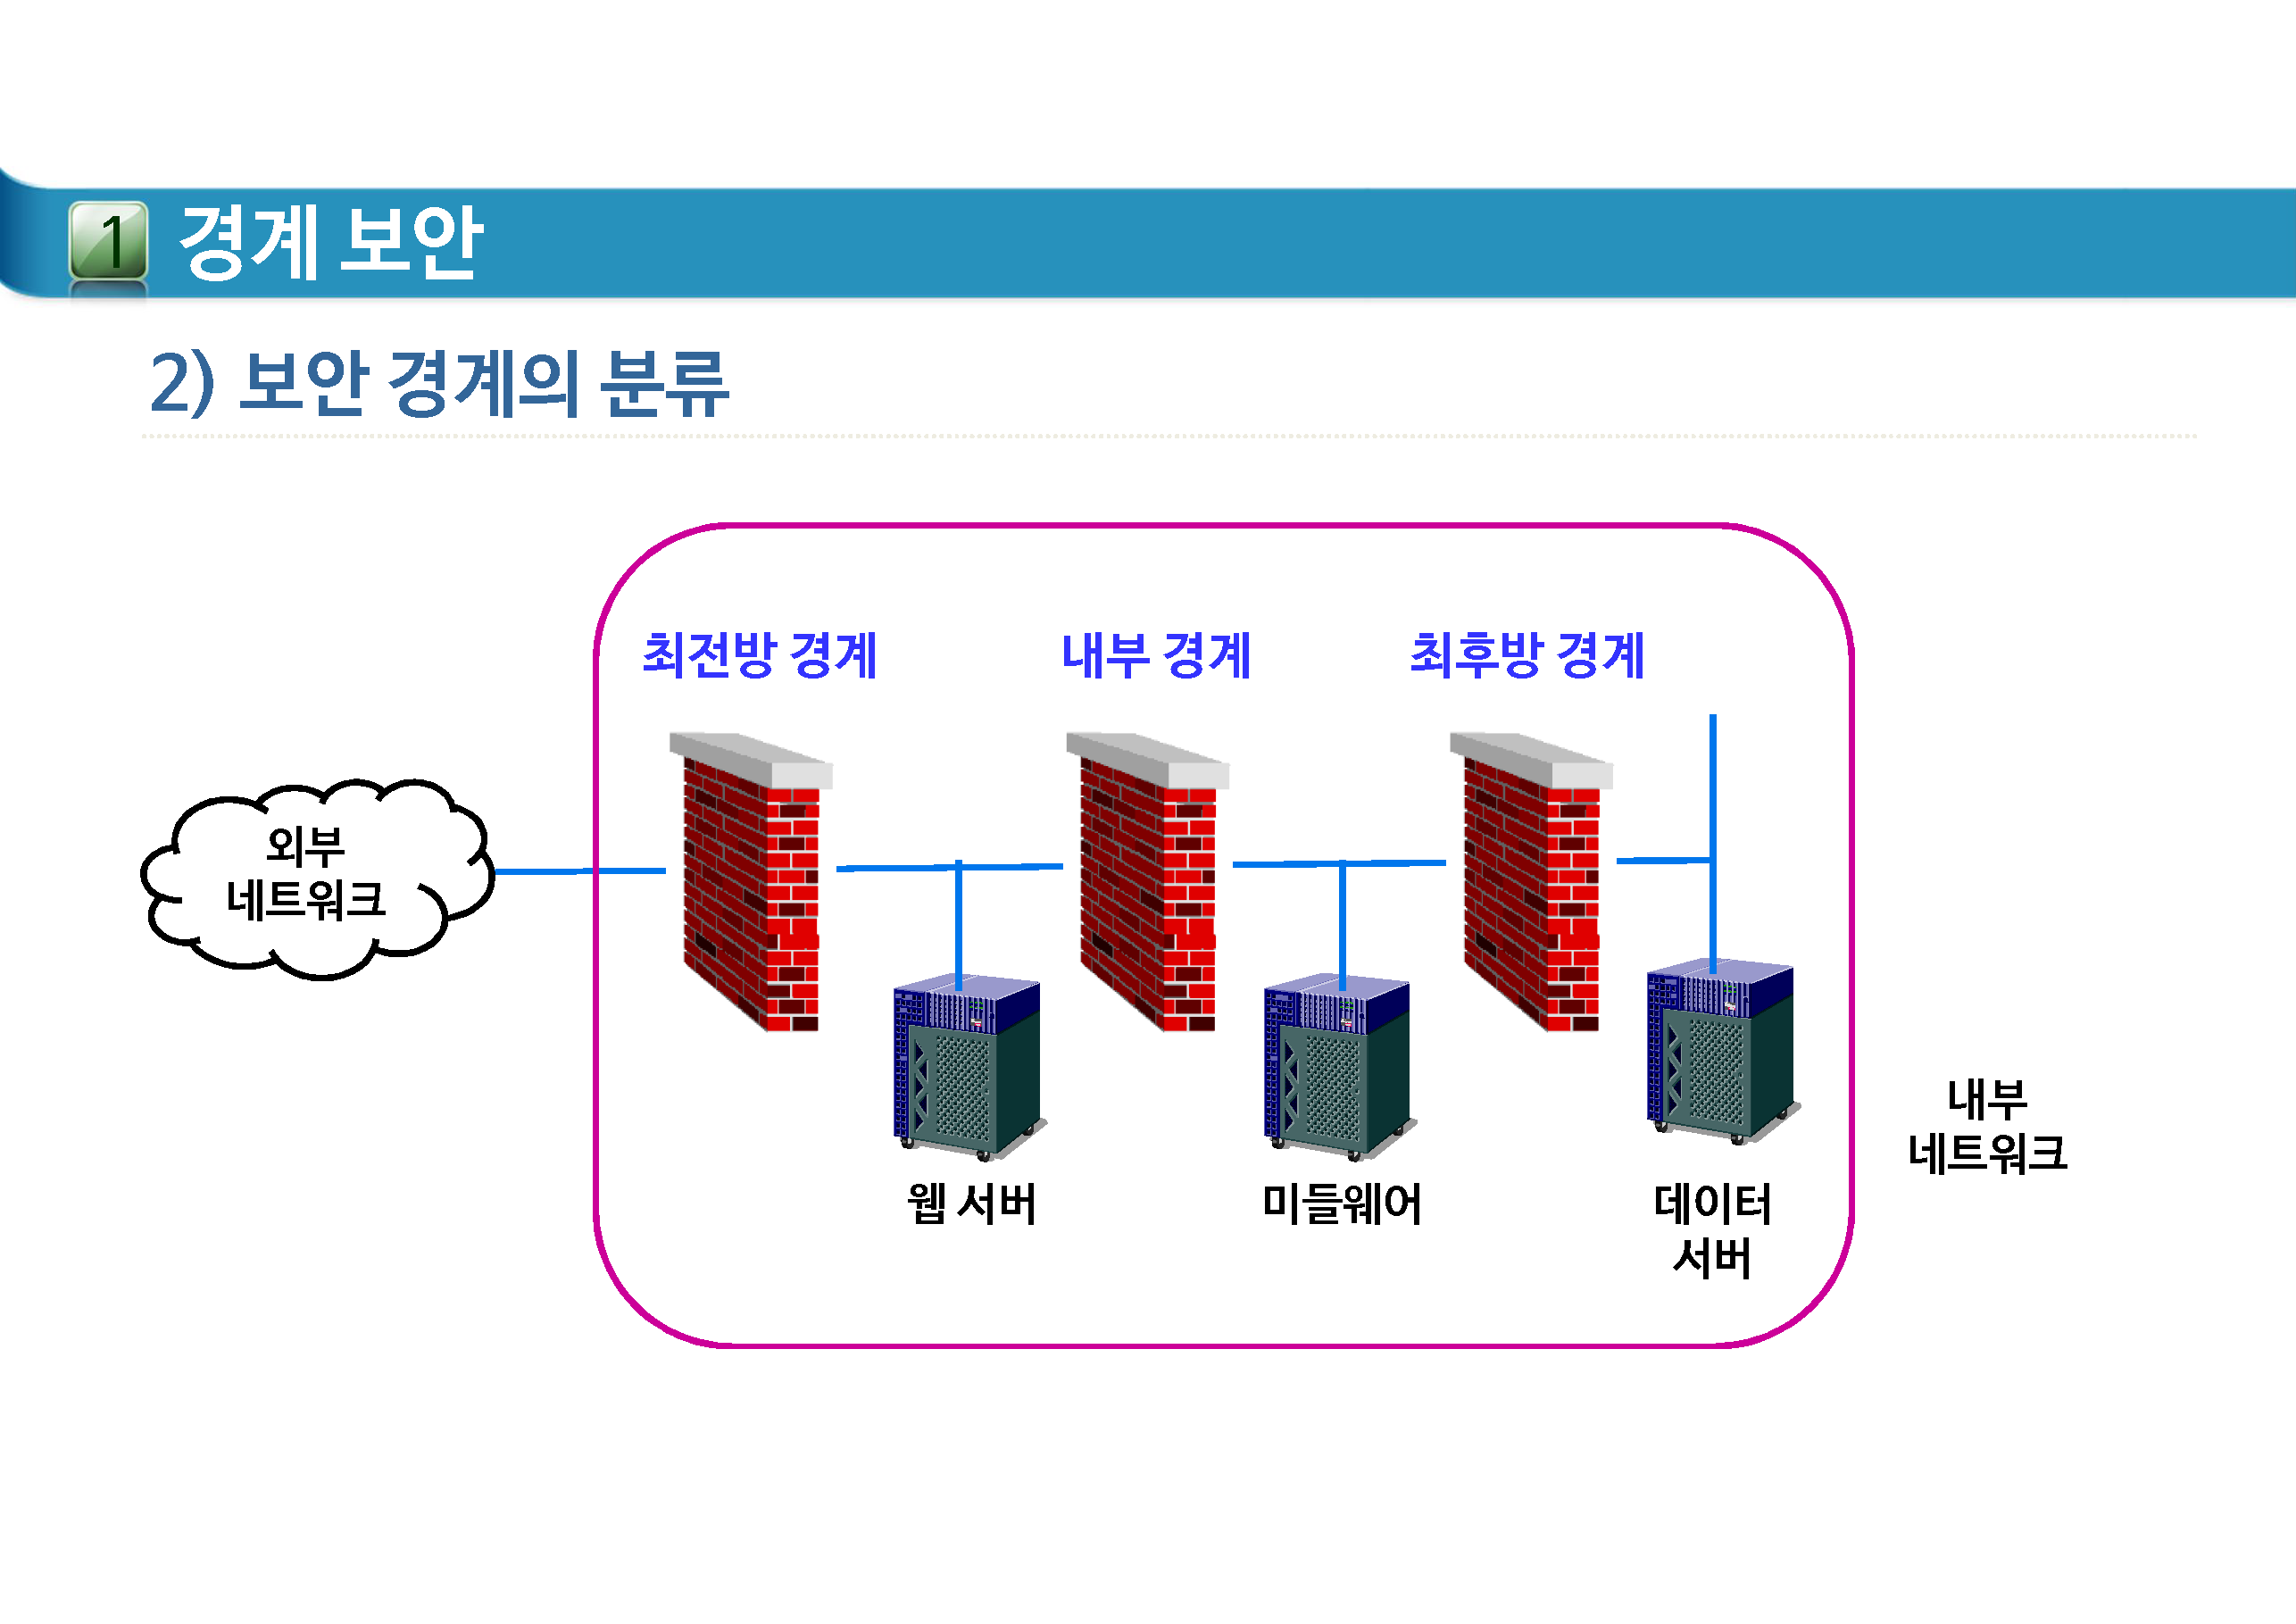 1 경계 보안
2) 보안 경계의 분류
최전방 경계 내부 경계 최후방 경계
외부
네트워크
내부
네트워크
웹 서버 미들웨어 데이터
서버